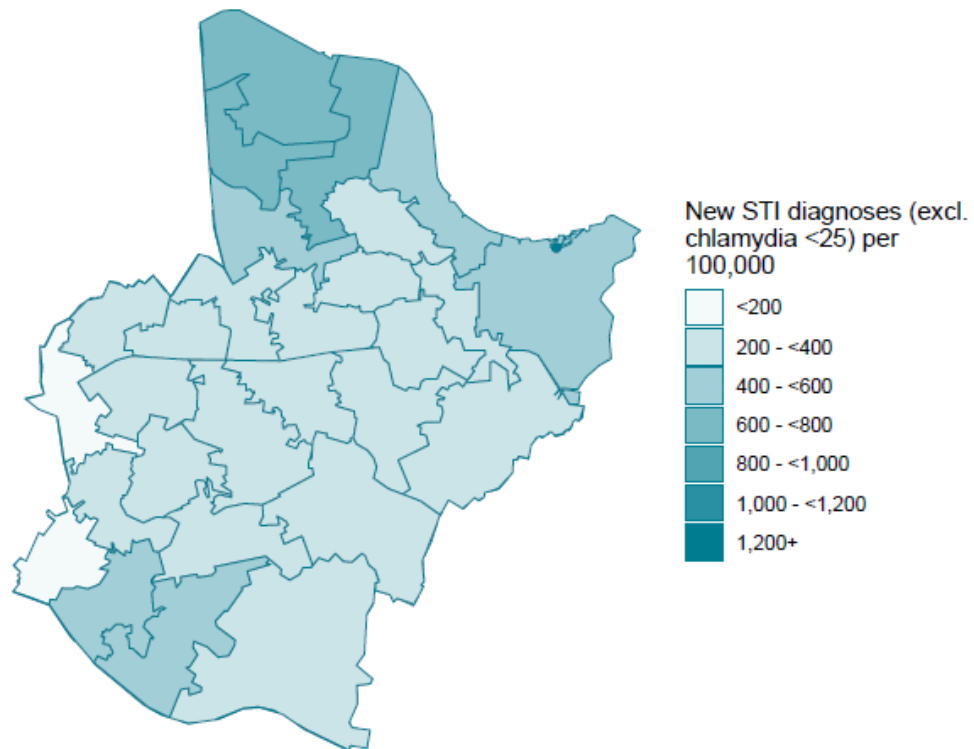 New STI diagnoses (excl.
chlamydia <25) per
100,000
<200
200 - <400
400 - <600
600 - <800
800 - <1,000
1,000 - <1,200
1,200+